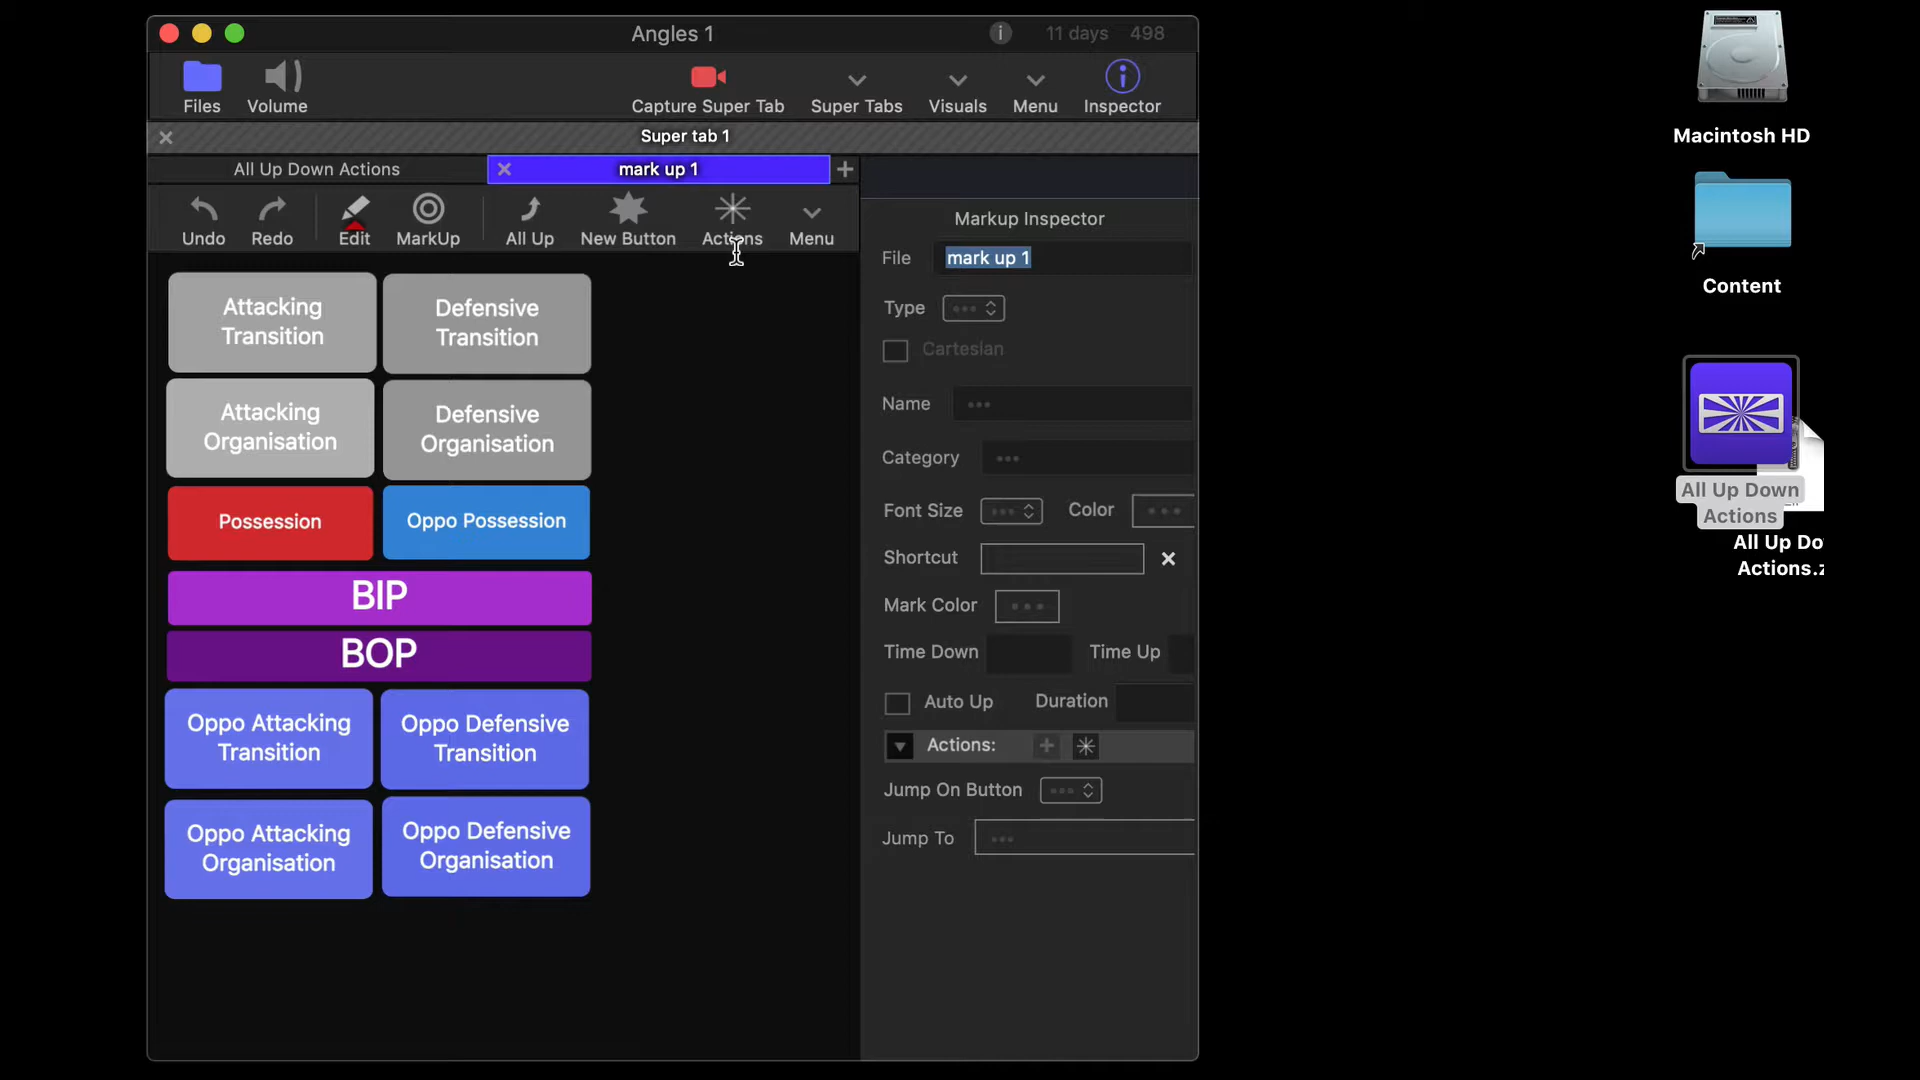 Angles 1
11 days 498
Files
Volume
Capture Super Tab
Super Tabs
Visuals
Menu
Inspector
Super tab 1
All Up Down Actions
mark up 1
Undo
Redo
Edit
MarkUp
All Up
New Button
Actions
Menu
Attacking
Transition
Defensive
Transition
Attacking
Organisation
Defensive
Organisation
Possession
Oppo Possession
BIP
BOP
Oppo Attacking
Transition
Oppo Defensive
Transition
Oppo Attacking
Organisation
Oppo Defensive
Organisation
Markup Inspector
File mark up 1
Type
Cartesian
Name
Category
Font Size
Color
Shortcut
Mark Color
Time Down
Time Up
Auto Up
Duration
Actions:
Jump On Button
Jump To
Macintosh HD
Content
All Up Down
Actions
All Up Do
Actions.z